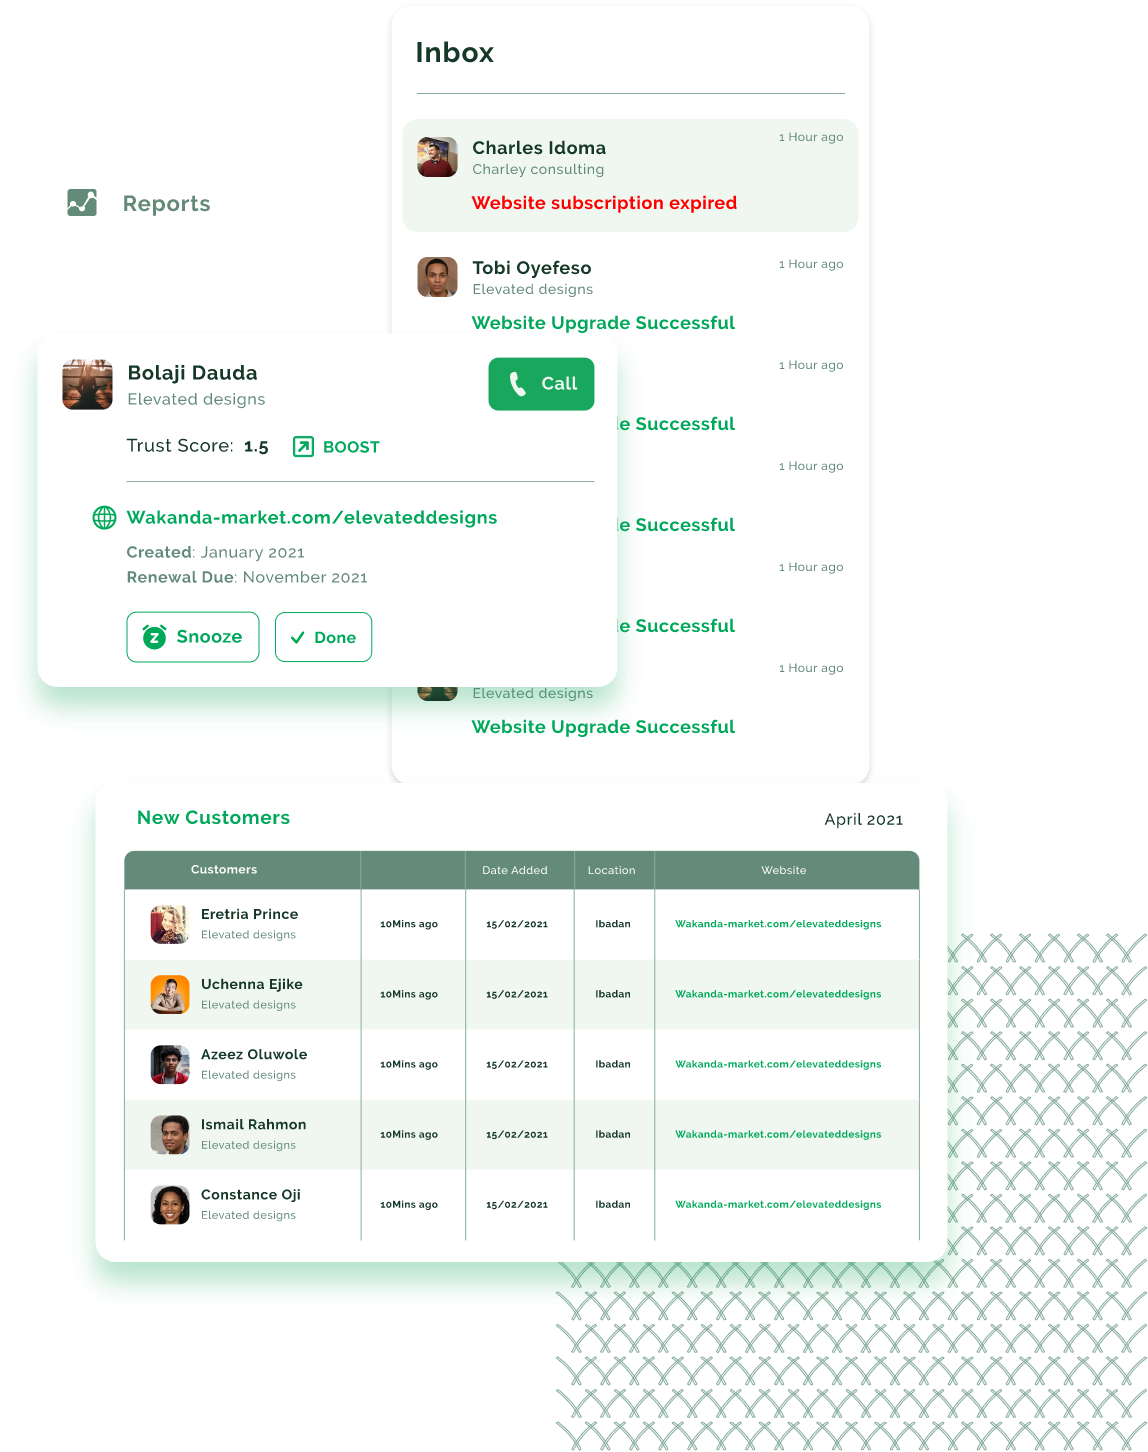 Inbox
1 Hour ago
Charles Idoma
Charley consulting
Website subscription expired
Reports
1 Hour ago
Tobi Oyefeso
Elevated designs
Website Upgrade Successful
1 Hour ago
Successful
1 Hour ago
Successful
1 Hour ago
Successful
1 Hour ago
Elevated designs
Website Upgrade Successful
Bolaji Dauda
Elevated designs
Call
Trust Score: 1.5 BOOST
Wakanda-market.com/elevateddesigns
Created: January 2021
Renewal Due: November 2021
z Snooze Done
New Customers April 2021
Customers Date Added Location Website
Eretria Prince
Elevated designs
10Mins ago 15/02/2021 Ibadan Wakanda-market.com/elevateddesigns
Uchenna Ejike
Elevated designs
10Mins ago 15/02/2021 Ibadan Wakanda-market.com/elevateddesigns
Azeez Oluwole
Elevated designs
10Mins ago 15/02/2021 Ibadan Wakanda-market.com/elevateddesigns
Ismail Rahmon
Elevated designs
10Mins ago 15/02/2021 Ibadan Wakanda-market.com/elevateddesigns
Constance Oji
Elevated designs
10Mins ago 15/02/2021 Ibadan Wakanda-market.com/elevateddesigns